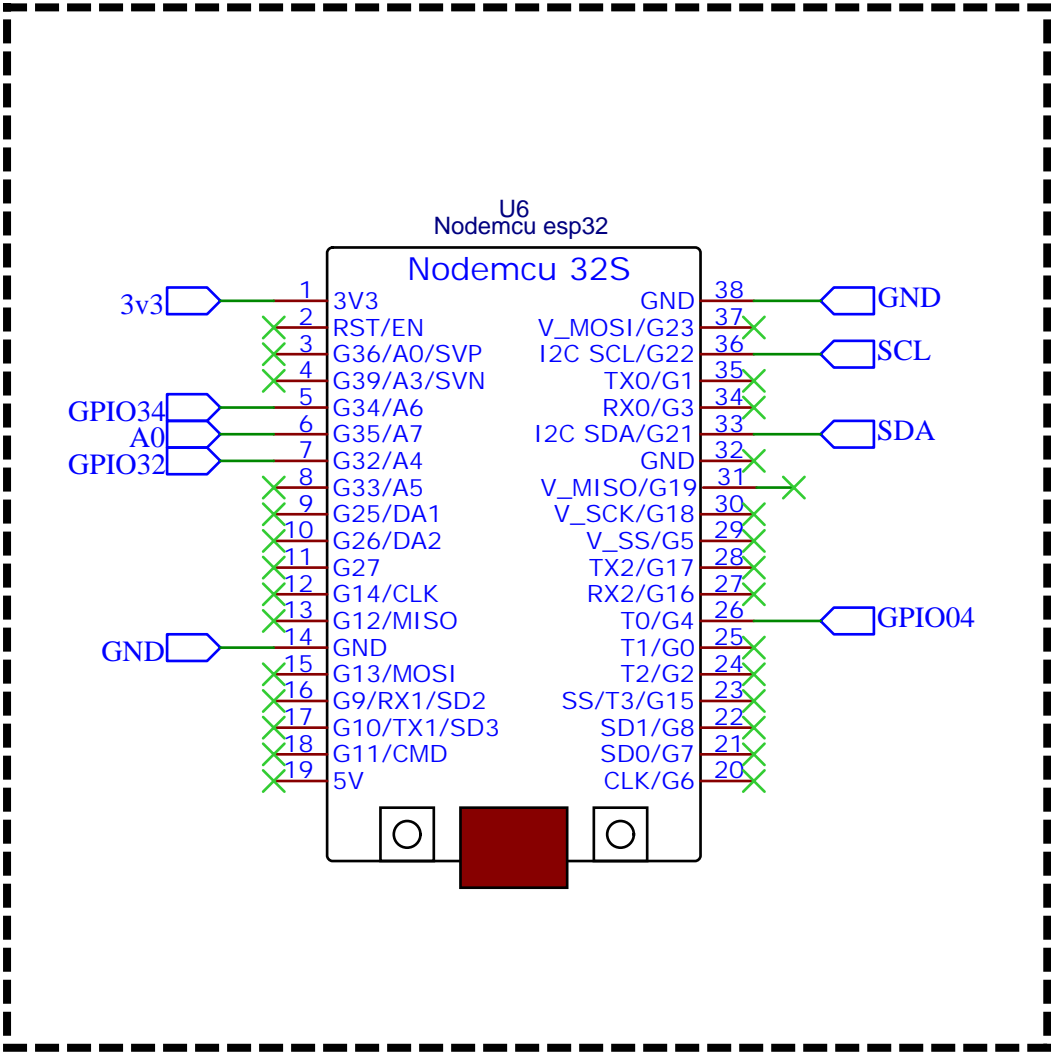 U6
Nodemcu esp32
Nodemcu 32S
3v3 1 3V3
2 RST/EN
3 G36/A0/SVP
4 G39/A3/SVN
GPIO34 5 G34/A6
A0 6 G35/A7
GPIO32 7 G32/A4
8 G33/A5
9 G25/DA1
10 G26/DA2
11 G27
12 G14/CLK
13 G12/MISO
GND 14 GND
15 G13/MOSI
16 G9/RX1/SD2
17 G10/TX1/SD3
18 G11/CMD
19 5V
GND 38 GND
V_MOSI/G23 37
I2C SCL/G22 36 SCL
TX0/G1 35
RX0/G3 34
I2C SDA/G21 33 SDA
GND 32
V_MISO/G19 31
V_SCK/G18 30
V_SS/G5 29
TX2/G17 28
RX2/G16 27
T0/G4 26 GPIO04
T1/G0 25
T2/G2 24
SS/T3/G15 23
SD1/G8 22
SD0/G7 21
CLK/G6 20